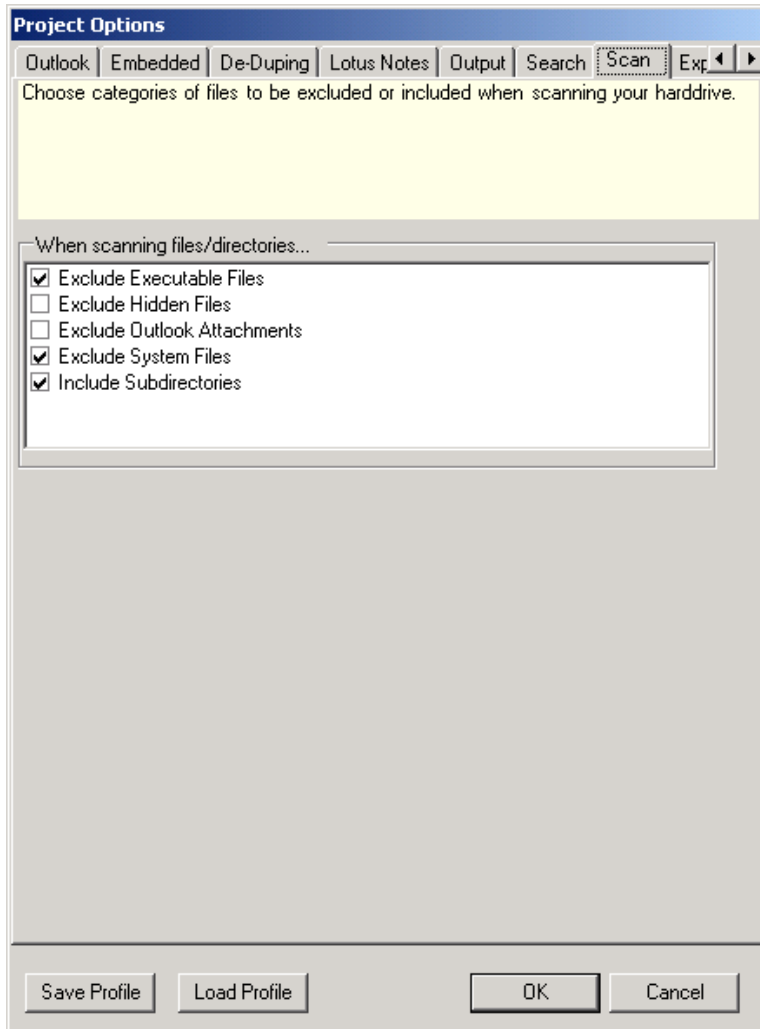 Project Options
Outlook Embedded De-Duping Lotus Notes Output Search Scan
Choose categories of files to be excluded or included when scanning your harddrive.
When scanning files/directories...
Exclude Executable Files
Exclude Hidden Files
Exclude Outlook Attachments
Exclude System Files
Include Subdirectories
Save Profile Load Profile OK Cancel